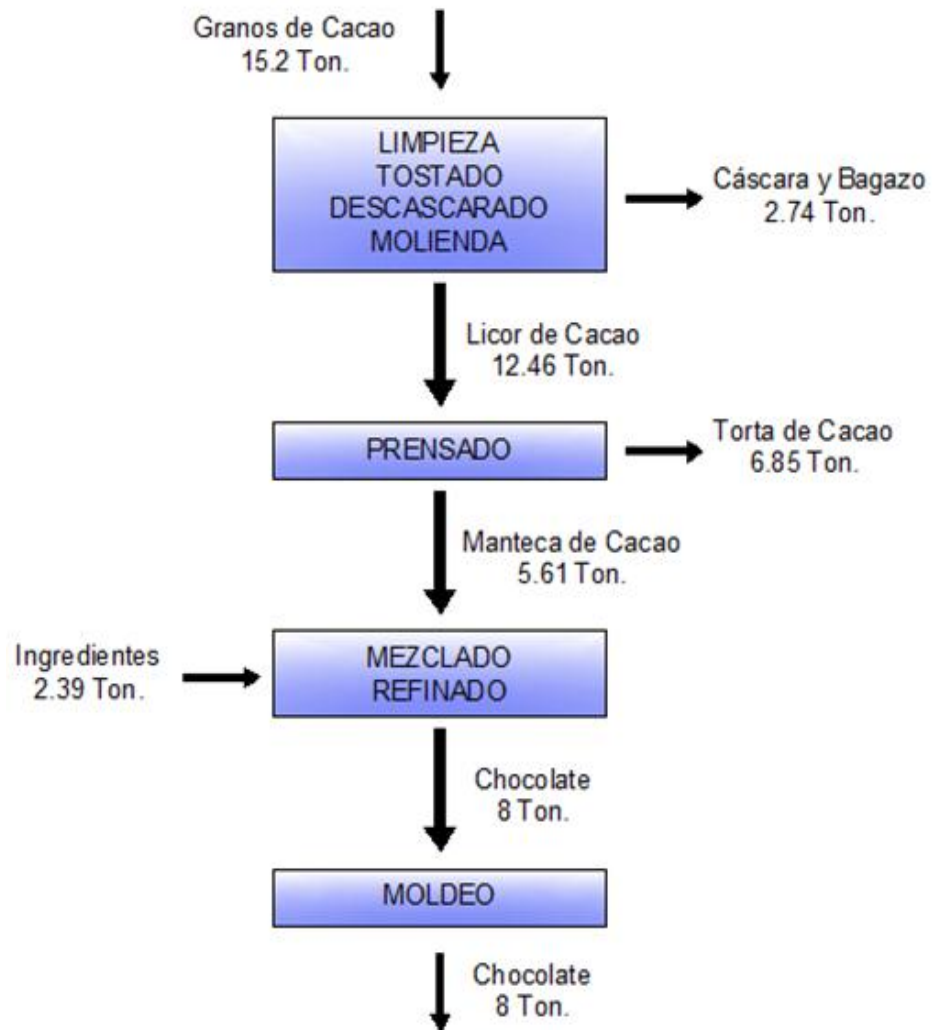 Granos de Cacao
15.2 Ton.
LIMPIEZA
TOSTADO
DESCASCARADO
MOLIENDA
Cáscara y Bagazo
2.74 Ton.
Licor de Cacao
12.46 Ton.
PRENSADO
Torta de Cacao
6.85 Ton.
Manteca de Cacao
5.61 Ton.
Ingredientes
2.39 Ton.
MEZCLADO
REFINADO
Chocolate
8 Ton.
MOLDEO
Chocolate
8 Ton.